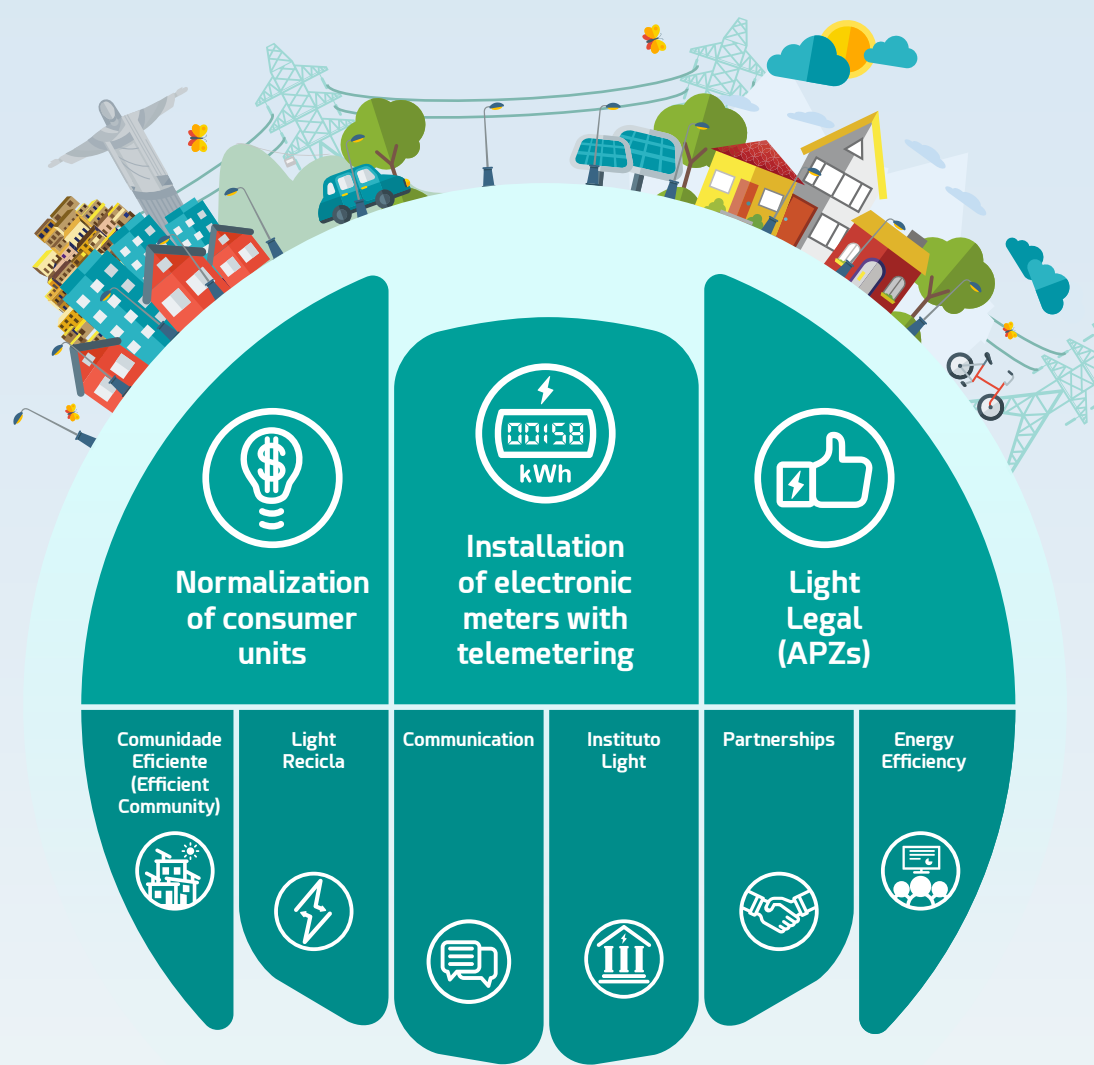 00158
kWh
Normalization
of consumer
units
Installation
of electronic
meters with
telemetering
Light
Legal
(APZs)
Comunidade
Eficiente
(Efficient
Community)
Light
Recicla
Communication
Instituto
Light
Partnerships
Energy
Efficiency